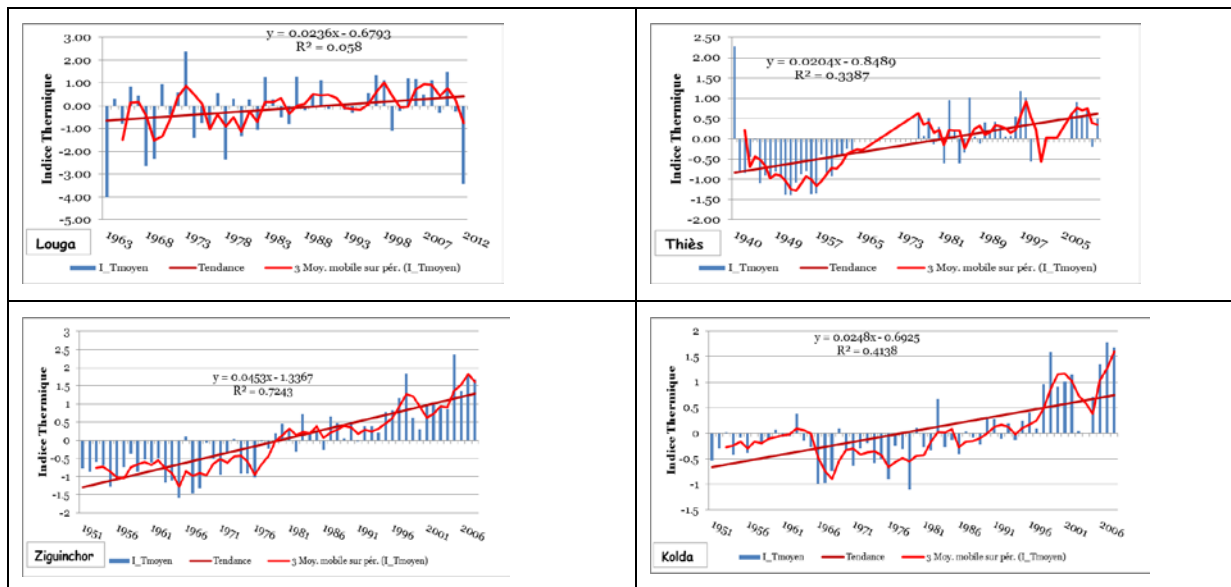 y = 0.0236x - 0.6793
R² = 0.058
Indice Thermique
3.00
2.00
1.00
0.00
-1.00
-2.00
-3.00
-4.00
-5.00
1963 1968 1973 1978 1983 1988 1993 1998 2007 2012
Louga
I_Tmoyen Tendance 3 Moy. mobile sur pér. (I_Tmoyen)
y = 0.0204x - 0.8489
R² = 0.3387
Indice Thermique
2.50
2.00
1.50
1.00
0.50
0.00
-0.50
-1.00
-1.50
-2.00
1940 1949 1957 1965 1973 1981 1989 1997 2005
Thiès
I_Tmoyen Tendance 3 Moy. mobile sur pér. (I_Tmoyen)
y = 0.0453x - 1.3367
R² = 0.7243
Indice Thermique
3
2.5
2
1.5
1
0.5
0
-0.5
-1
-1.5
-2
1951 1956 1961 1966 1971 1976 1981 1986 1991 1996 2001 2006
Ziguinchor
I_Tmoyen Tendance 3 Moy. mobile sur pér. (I_Tmoyen)
y = 0.0248x - 0.6925
R² = 0.4138
Indice Thermique
2
1.5
1
0.5
0
-0.5
-1
-1.5
1951 1956 1961 1966 1971 1976 1981 1986 1991 1996 2001 2006
Kolda
I_Tmoyen Tendance 3 Moy. mobile sur pér. (I_Tmoyen)